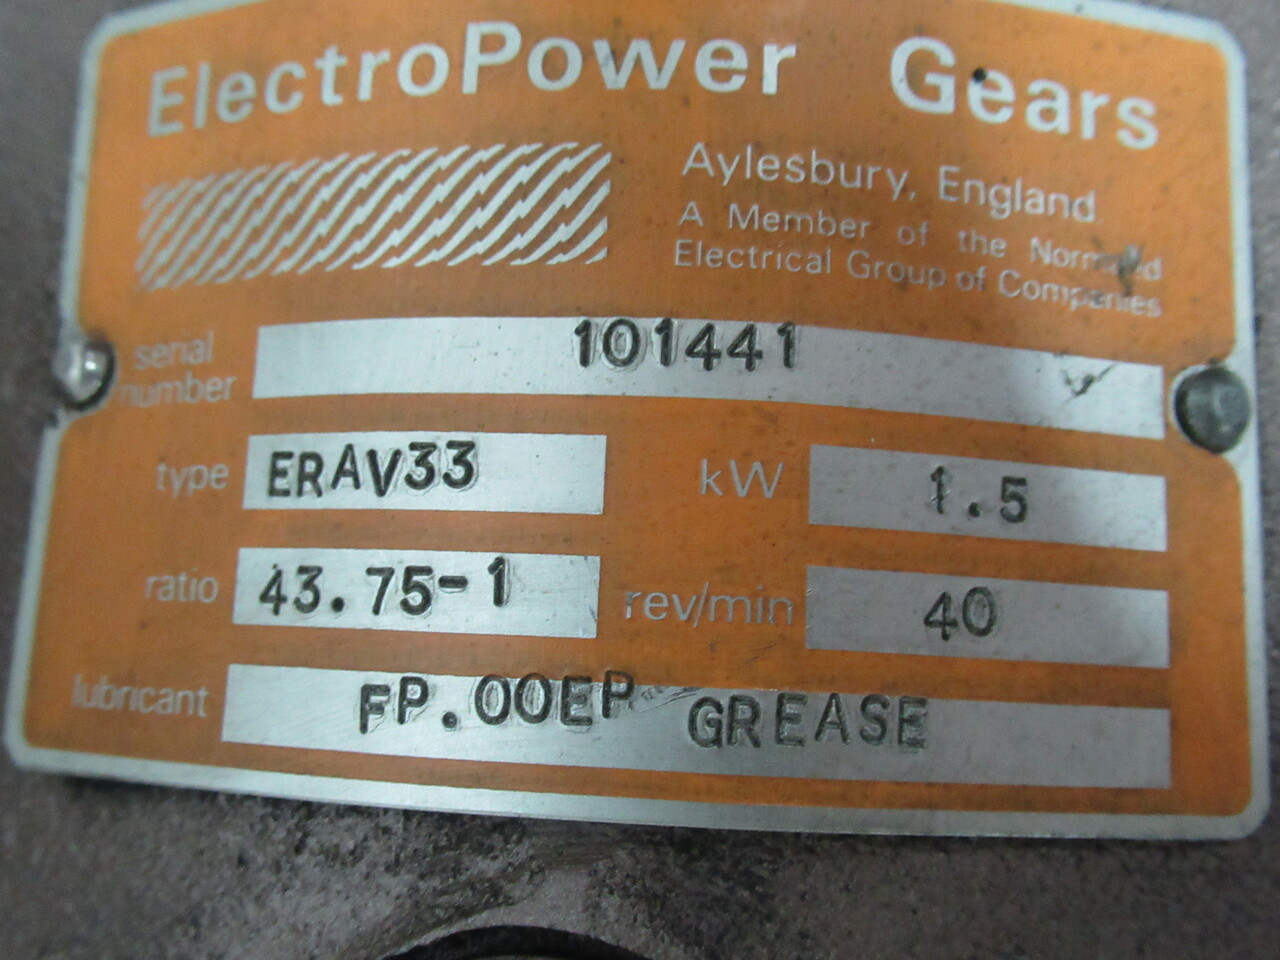 ElectroPower Gears
Aylesbury, England
A Member of the Normand
Electrical Group of Companies
serial number 101441
type ERAV33 kW 1.5
ratio 43.75-1 rev/min 40
lubricant FP.00EP GREASE